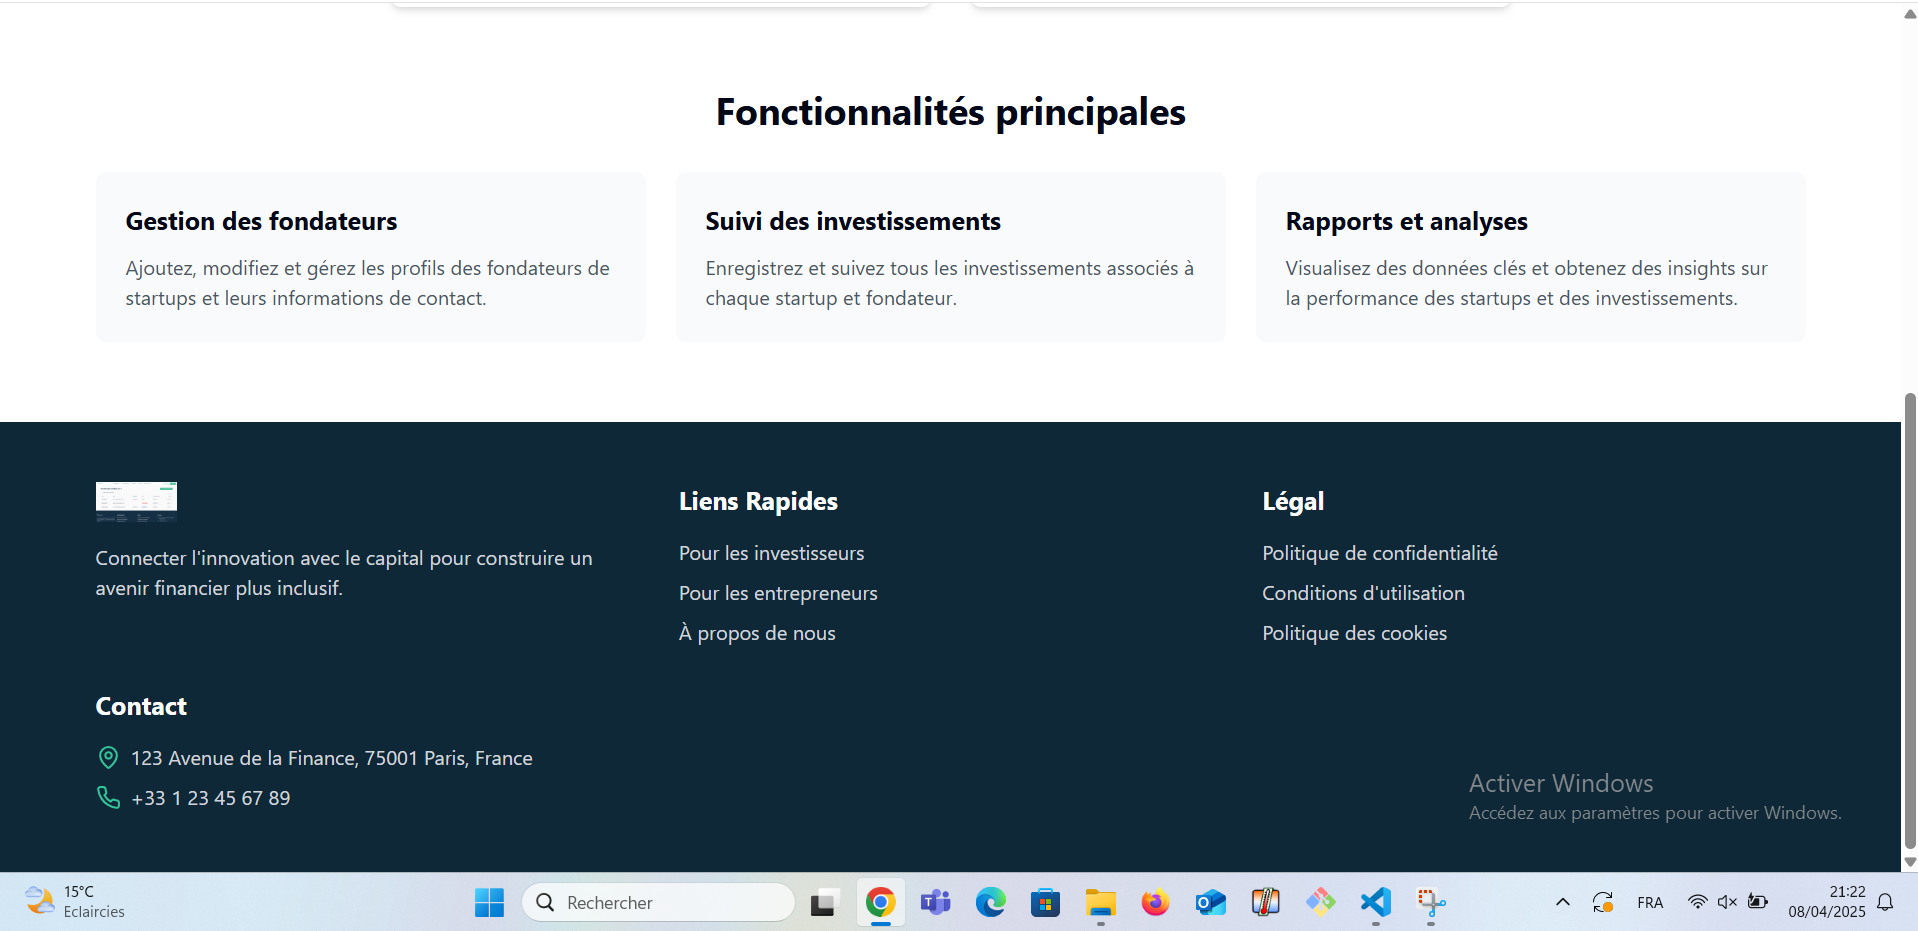 Fonctionnalités principales
Gestion des fondateurs
Ajoutez, modifiez et gérez les profils des fondateurs de
startups et leurs informations de contact.
Suivi des investissements
Enregistrez et suivez tous les investissements associés à
chaque startup et fondateur.
Rapports et analyses
Visualisez des données clés et obtenez des insights sur
la performance des startups et des investissements.
Connecter l'innovation avec le capital pour construire un
avenir financier plus inclusif.
Liens Rapides
Pour les investisseurs
Pour les entrepreneurs
À propos de nous
Légal
Politique de confidentialité
Conditions d'utilisation
Politique des cookies
Contact
123 Avenue de la Finance, 75001 Paris, France
+33 1 23 45 67 89
Activer Windows
Accédez aux paramètres pour activer Windows.
15°C
Eclaircies
Rechercher
FRA
21:22
08/04/2025